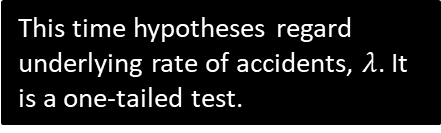 This time hypotheses regard
underlying rate of accidents, 𝜆. It
is a one-tailed test.